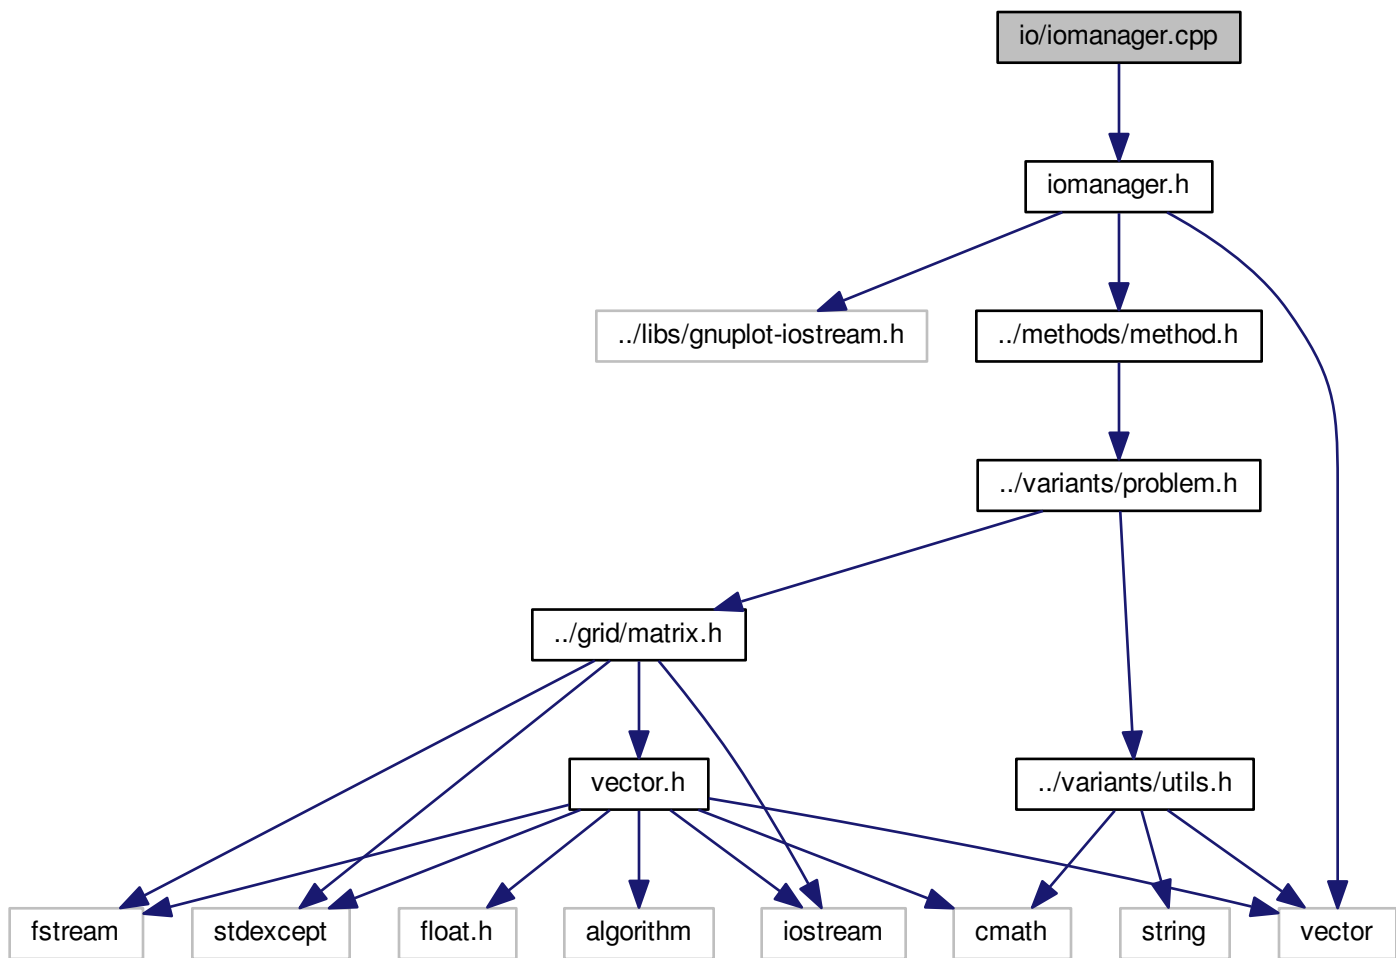 io/iomanager.cpp
iomanager.h
../libs/gnuplot-iostream.h
../methods/method.h
../variants/problem.h
../grid/matrix.h
vector.h
../variants/utils.h
fstream
stdexcept
float.h
algorithm
iostream
cmath
string
vector